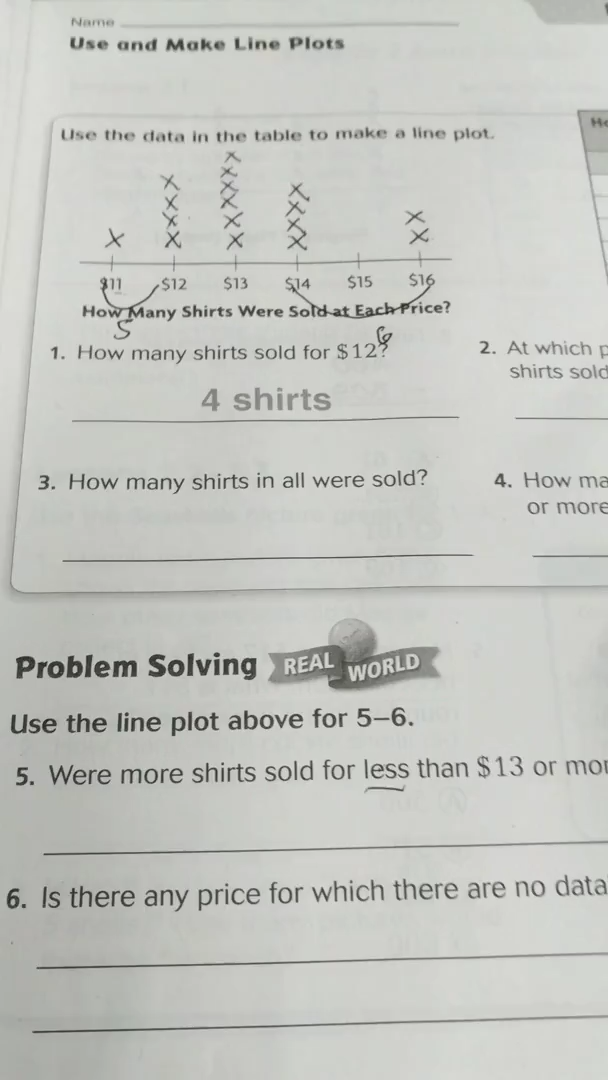 Name
Use and Make Line Plots
Use the data in the table to make a line plot.
$11 $12 $13 $14 $15 $16
How Many Shirts Were Sold at Each Price?
5 6
1. How many shirts sold for $12?
4 shirts
2. At which
shirts sold
3. How many shirts in all were sold?
4. How
or more
Problem Solving REAL WORLD
Use the line plot above for 5–6.
5. Were more shirts sold for less than $13 or
6. Is there any price for which there are no data